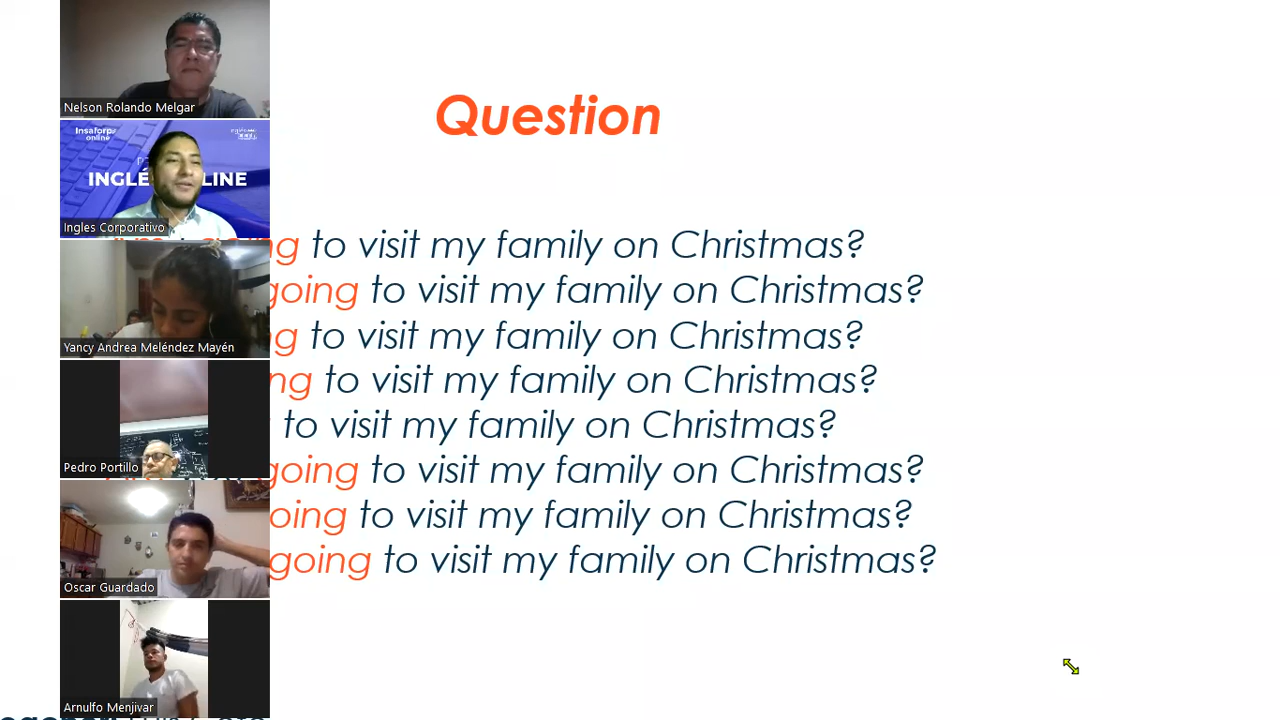 Nelson Rolando Melgar
Insaforp
online
INGLÉ LINE
Ingles Corporativo
Yancy Andrea Meléndez Mayén
Pedro Portillo
Oscar Guardado
Arnulfo Menjivar
Question
to visit my family on Christmas?
going to visit my family on Christmas?
to visit my family on Christmas?
to visit my family on Christmas?
to visit my family on Christmas?
going to visit my family on Christmas?
oing to visit my family on Christmas?
going to visit my family on Christmas?